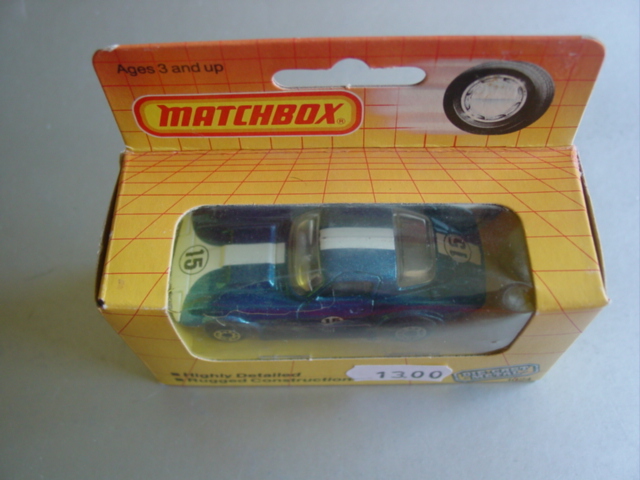 Ages 3 and up
MATCHBOX®
15
15
Highly Detailed
Rugged Construction
1300